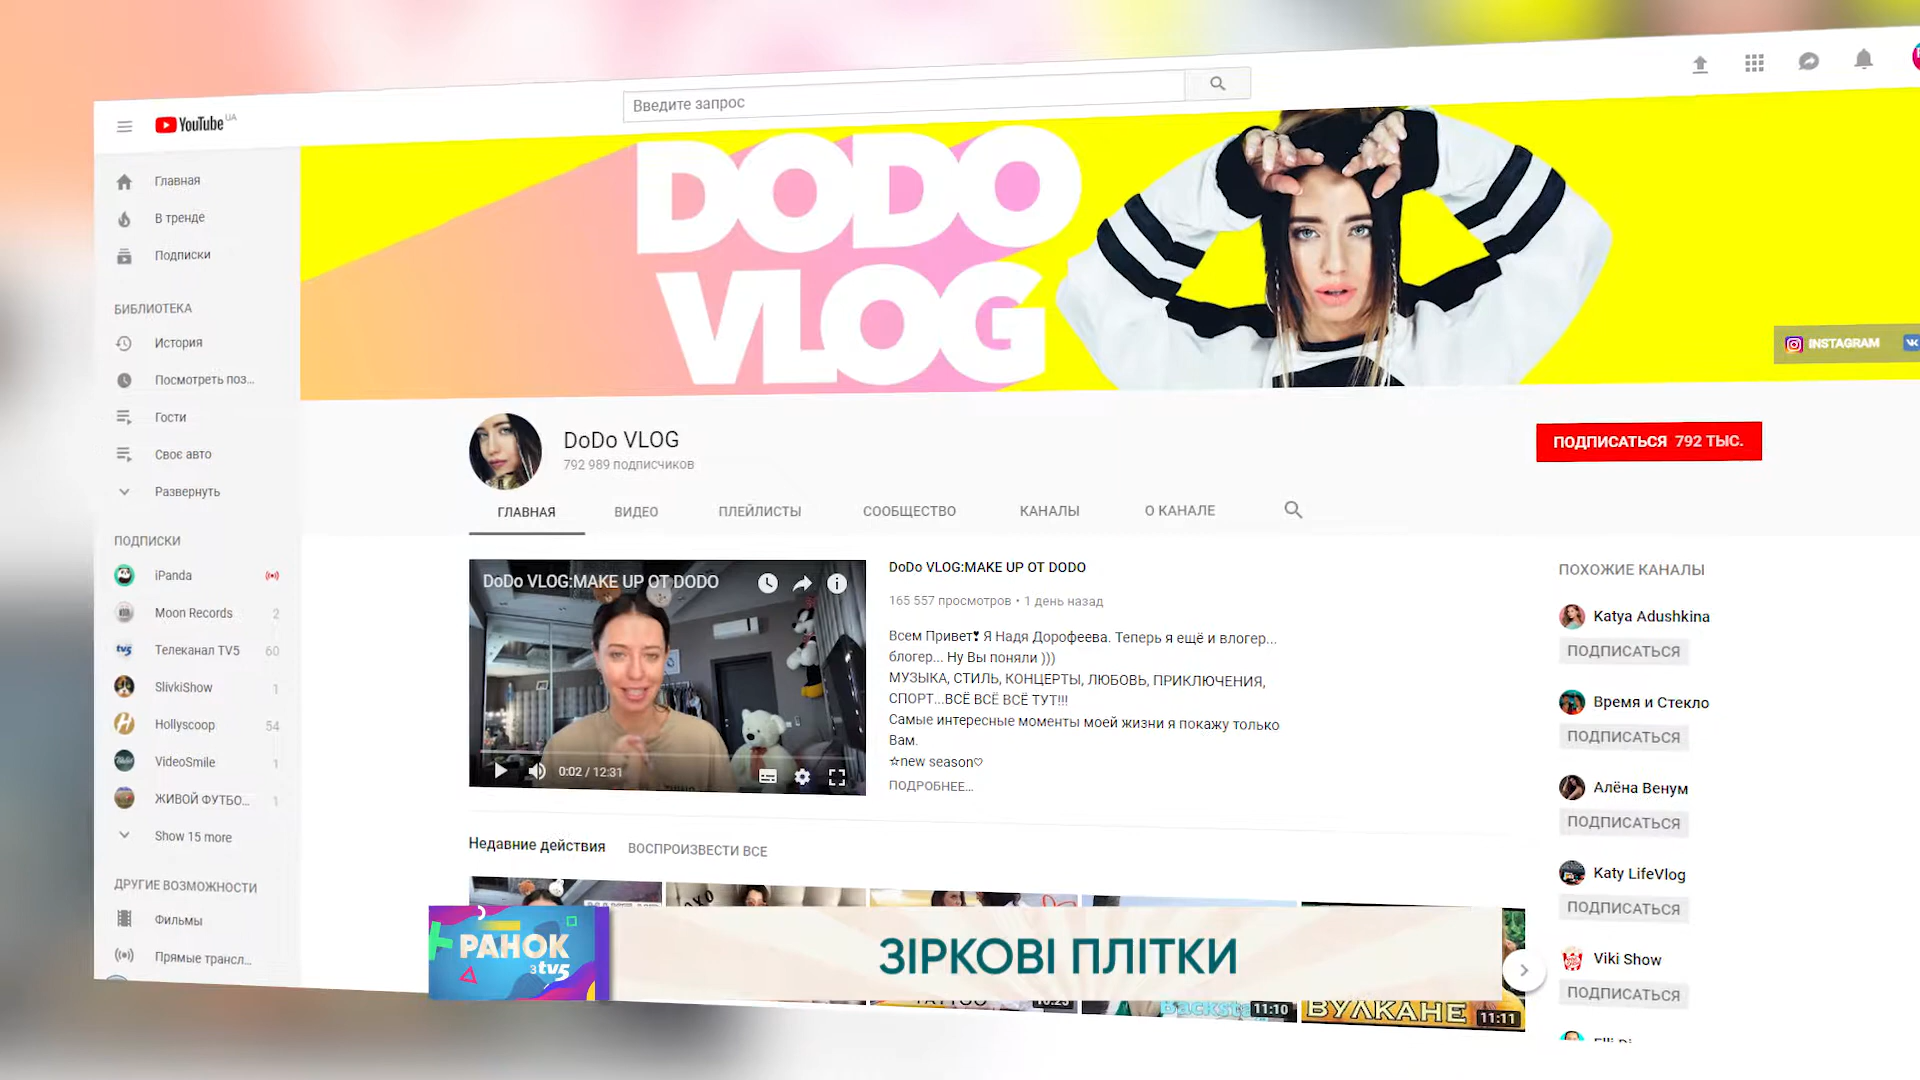 Введите запрос
YouTube UA
Главная
В тренде
Подписки
БИБЛИОТЕКА
История
Посмотреть поз...
Гости
Своє авто
Развернуть
ПОДПИСКИ
iPanda
Moon Records 2
Телеканал TV5 60
SlivkiShow 1
Hollyscoop 54
VideoSmile 1
ЖИВОЙ ФУТБО... 1
Show 15 more
ДРУГИЕ ВОЗМОЖНОСТИ
Фильмы
Прямые трансл...
DODO
VLOG
INSTAGRAM
DoDo VLOG
792 989 подписчиков
ПОДПИСАТЬСЯ 792 ТЫС.
ГЛАВНАЯ ВИДЕО ПЛЕЙЛИСТЫ СООБЩЕСТВО КАНАЛЫ О КАНАЛЕ
DoDo VLOG:MAKE UP ОТ DODO
0:02 / 12:31
DoDo VLOG:MAKE UP ОТ DODO
165 557 просмотров • 1 день назад
Всем Привет❣ Я Надя Дорофеева. Теперь я ещё и влогер...
блогер... Ну Вы поняли )))
МУЗЫКА, СТИЛЬ, КОНЦЕРТЫ, ЛЮБОВЬ, ПРИКЛЮЧЕНИЯ,
СПОРТ...ВСЁ ВСЁ ВСЁ ТУТ!!!
Самые интересные моменты моей жизни я покажу только
Вам.
☆new season♡
ПОДРОБНЕЕ...
ПОХОЖИЕ КАНАЛЫ
Katya Adushkina
ПОДПИСАТЬСЯ
Время и Стекло
ПОДПИСАТЬСЯ
Алёна Венум
ПОДПИСАТЬСЯ
Katy LifeVlog
ПОДПИСАТЬСЯ
Viki Show
ПОДПИСАТЬСЯ
Недавние действия ВОСПРОИЗВЕСТИ ВСЕ
РАНОК
з tv5
ЗІРКОВІ ПЛІТКИ
11:10
ВУЛКАНЕ
11:11